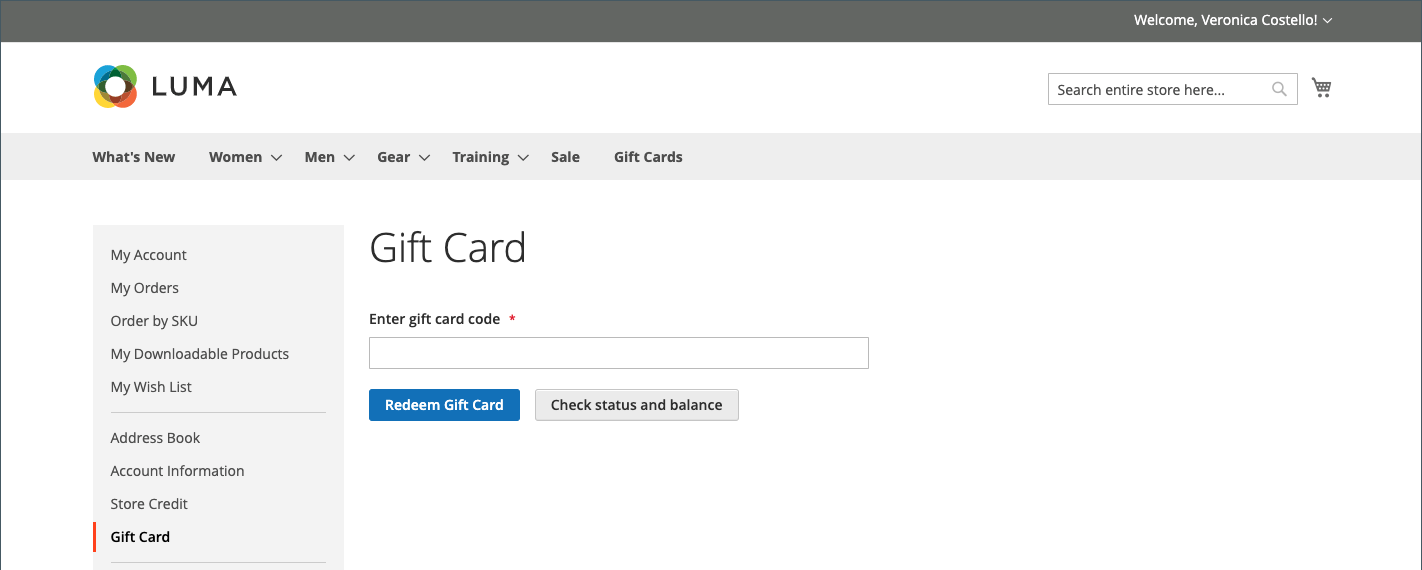 Welcome, Veronica Costello!
LUMA
Search entire store here...
What's New Women Men Gear Training Sale Gift Cards
My Account
My Orders
Order by SKU
My Downloadable Products
My Wish List
Address Book
Account Information
Store Credit
Gift Card
Gift Card
Enter gift card code *
Redeem Gift Card Check status and balance